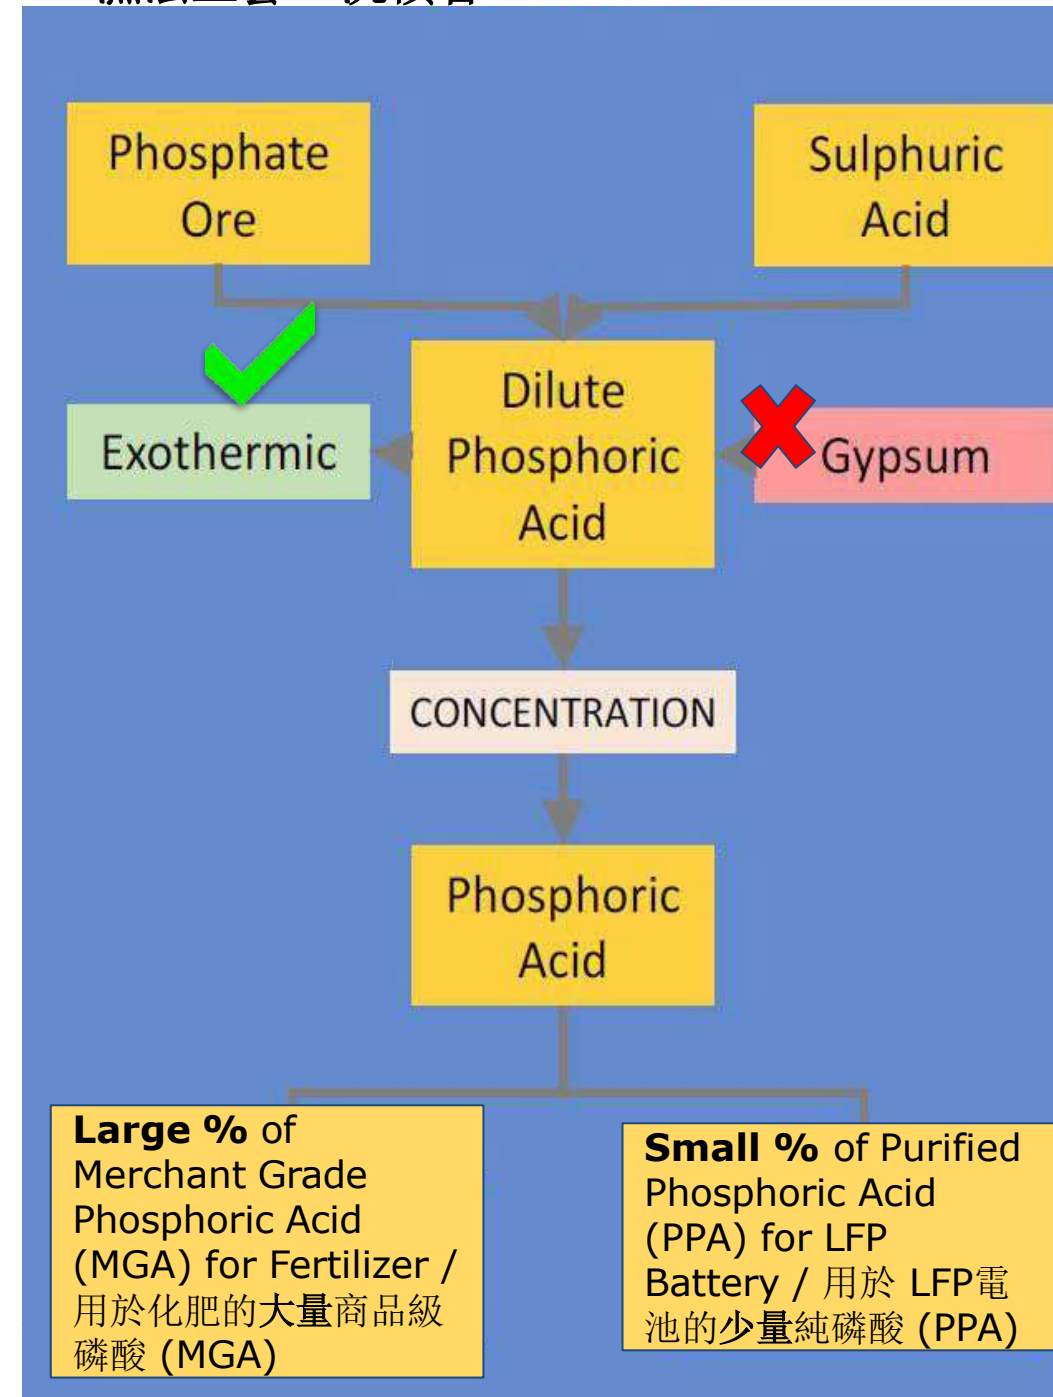 Phosphate
Ore
Sulphuric
Acid
Dilute
Phosphoric
Acid
Exothermic
Gypsum
CONCENTRATION
Phosphoric
Acid
Large % of
Merchant Grade
Phosphoric Acid
(MGA) for Fertilizer /
用於化肥的大量商品級
磷酸 (MGA)
Small % of Purified
Phosphoric Acid
(PPA) for LFP
Battery / 用於 LFP電
池的少量純磷酸 (PPA)